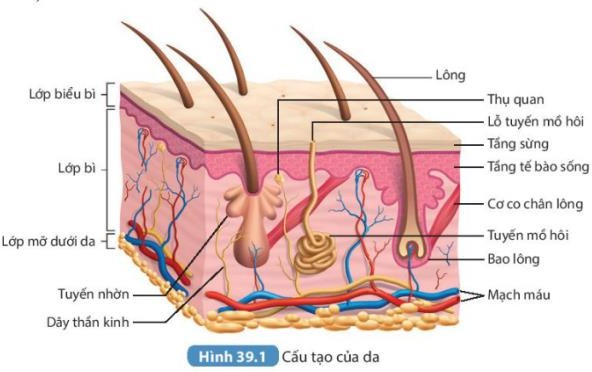 Lớp biểu bì
Lớp bì
Lớp mỡ dưới da
Tuyến nhờn
Dây thần kinh
Lông
Thụ quan
Lỗ tuyến mồ hôi
Tầng sừng
Tầng tế bào sống
Cơ co chân lông
Tuyến mồ hôi
Bao lông
Mạch máu
Hình 39.1 Cấu tạo của da